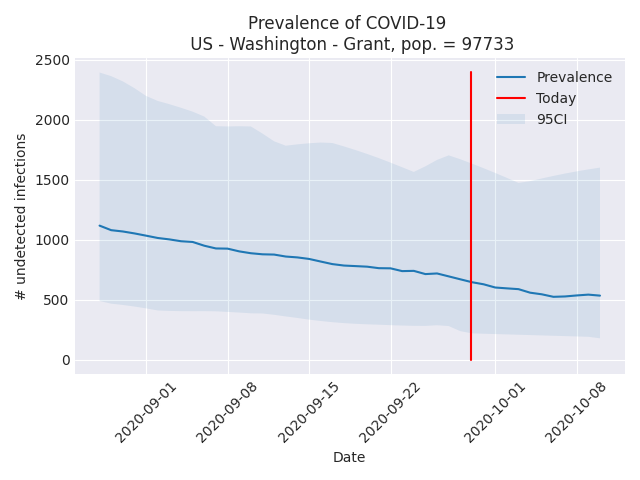 Prevalence of COVID-19
US - Washington - Grant, pop. = 97733
2500
2000
1500
1000
500
0
# undetected infections
Prevalence
Today
95CI
2020-09-01
2020-09-08
2020-09-15
2020-09-22
2020-10-01
2020-10-08
Date